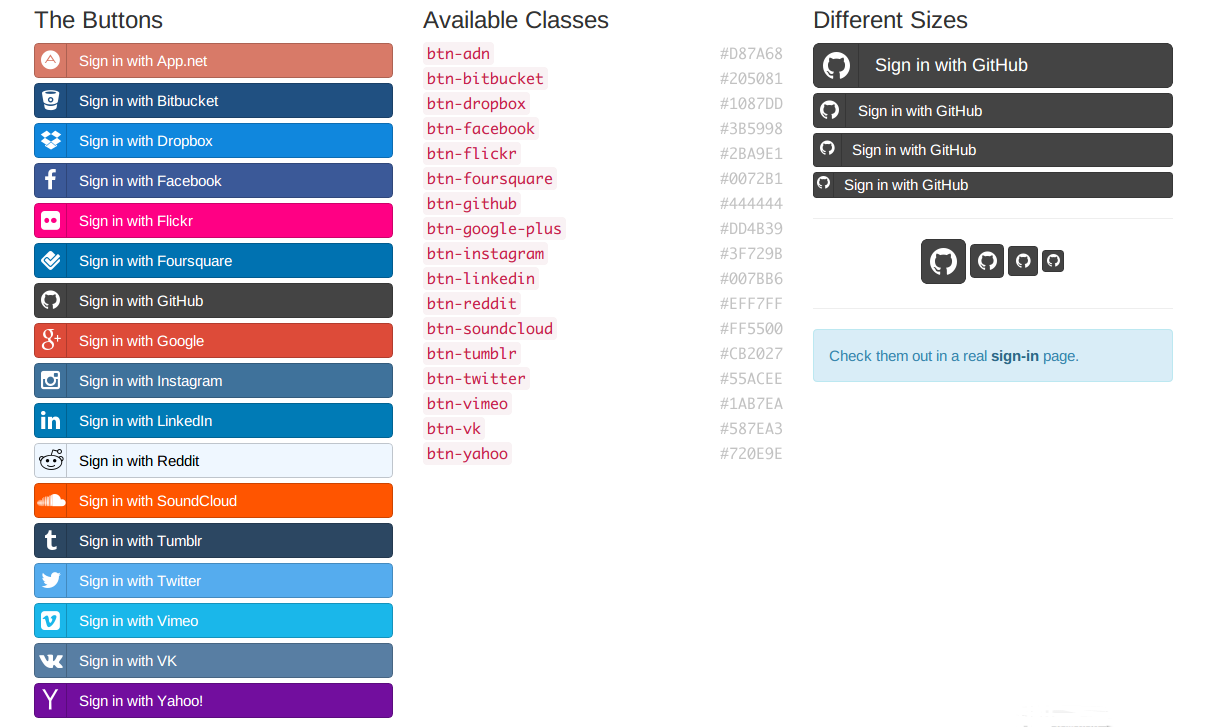 The Buttons
Sign in with App.net
Sign in with Bitbucket
Sign in with Dropbox
Sign in with Facebook
Sign in with Flickr
Sign in with Foursquare
Sign in with GitHub
Sign in with Google
Sign in with Instagram
Sign in with LinkedIn
Sign in with Reddit
Sign in with SoundCloud
Sign in with Tumblr
Sign in with Twitter
Sign in with Vimeo
Sign in with VK
Sign in with Yahoo!
Available Classes
btn-adn #D87A68
btn-bitbucket #205081
btn-dropbox #1087DD
btn-facebook #3B5998
btn-flickr #2BA9E1
btn-foursquare #0072B1
btn-github #444444
btn-google-plus #DD4B39
btn-instagram #3F729B
btn-linkedin #007BB6
btn-reddit #EFF7FF
btn-soundcloud #FF5500
btn-tumblr #CB2027
btn-twitter #55ACEE
btn-vimeo #1AB7EA
btn-vk #587EA3
btn-yahoo #720E9E
Different Sizes
Sign in with GitHub
Sign in with GitHub
Sign in with GitHub
Sign in with GitHub
Check them out in a real sign-in page.